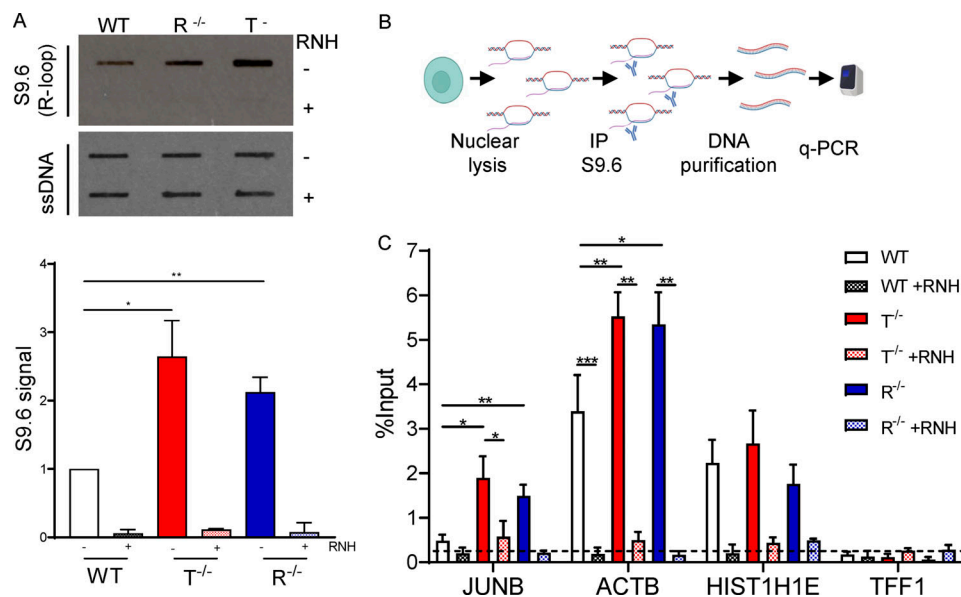 A
WT R -/- T -
RNH
S9.6
(R-loop)
-
+
ssDNA
-
+
B
Nuclear
lysis
IP
S9.6
DNA
purification
q-PCR
S9.6 signal
4
3
2
1
0
**
*
- + - + - + RNH
WT T-/- R-/-
C
%Input
7
6
5
4
3
2
1
0
*
**
** **
***
**
*
*
JUNB ACTB HIST1H1E TFF1
WT
WT +RNH
T-/-
T-/- +RNH
R-/-
R-/- +RNH